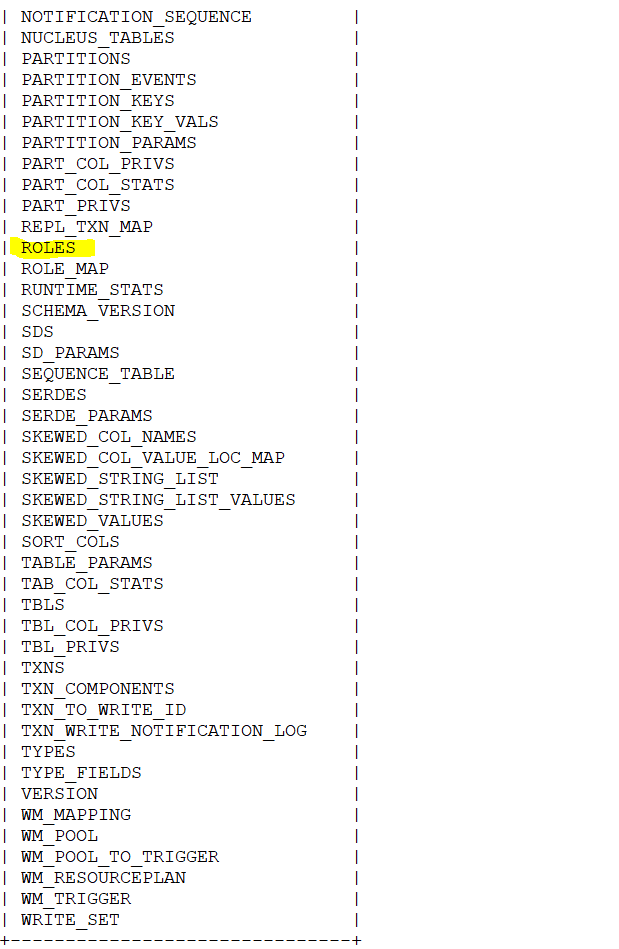 | NOTIFICATION_SEQUENCE |
| NUCLEUS_TABLES |
| PARTITIONS |
| PARTITION_EVENTS |
| PARTITION_KEYS |
| PARTITION_KEY_VALS |
| PARTITION_PARAMS |
| PART_COL_PRIVS |
| PART_COL_STATS |
| PART_PRIVS |
| REPL_TXN_MAP |
| ROLES |
| ROLE_MAP |
| RUNTIME_STATS |
| SCHEMA_VERSION |
| SDS |
| SD_PARAMS |
| SEQUENCE_TABLE |
| SERDES |
| SERDE_PARAMS |
| SKEWED_COL_NAMES |
| SKEWED_COL_VALUE_LOC_MAP |
| SKEWED_STRING_LIST |
| SKEWED_STRING_LIST_VALUES |
| SKEWED_VALUES |
| SORT_COLS |
| TABLE_PARAMS |
| TAB_COL_STATS |
| TBLS |
| TBL_COL_PRIVS |
| TBL_PRIVS |
| TXNS |
| TXN_COMPONENTS |
| TXN_TO_WRITE_ID |
| TXN_WRITE_NOTIFICATION_LOG |
| TYPES |
| TYPE_FIELDS |
| VERSION |
| WM_MAPPING |
| WM_POOL |
| WM_POOL_TO_TRIGGER |
| WM_RESOURCEPLAN |
| WM_TRIGGER |
| WRITE_SET |
+-------------------------------+